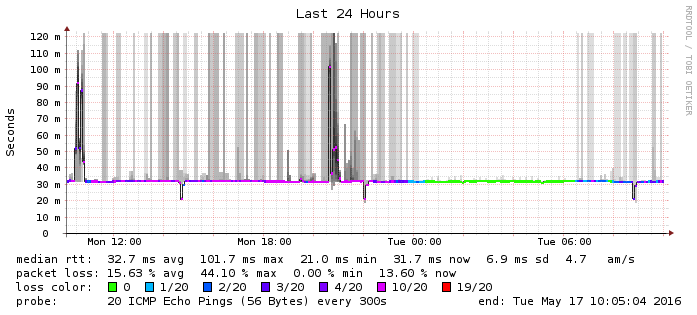 Last 24 Hours
RRDTOOL / TOBI OETIKER
Seconds
120 m
110 m
100 m
90 m
80 m
70 m
60 m
50 m
40 m
30 m
20 m
10 m
0
Mon 12:00 Mon 18:00 Tue 00:00 Tue 06:00
median rtt: 32.7 ms avg 101.7 ms max 21.0 ms min 31.7 ms now 6.9 ms sd 4.7 am/s
packet loss: 15.63 % avg 44.10 % max 0.00 % min 13.60 % now
loss color: 0 1/20 2/20 3/20 4/20 10/20 19/20
probe: 20 ICMP Echo Pings (56 Bytes) every 300s end: Tue May 17 10:05:04 2016